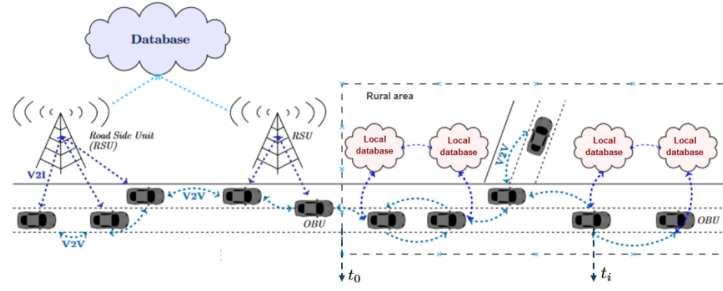 Database
Rural area
Road Side Unit
(RSU)
RSU
Local
database
Local
database
Local
database
Local
database
V2I
V2V
V2V
V2V
OBU
OBU
V2V
t0
ti